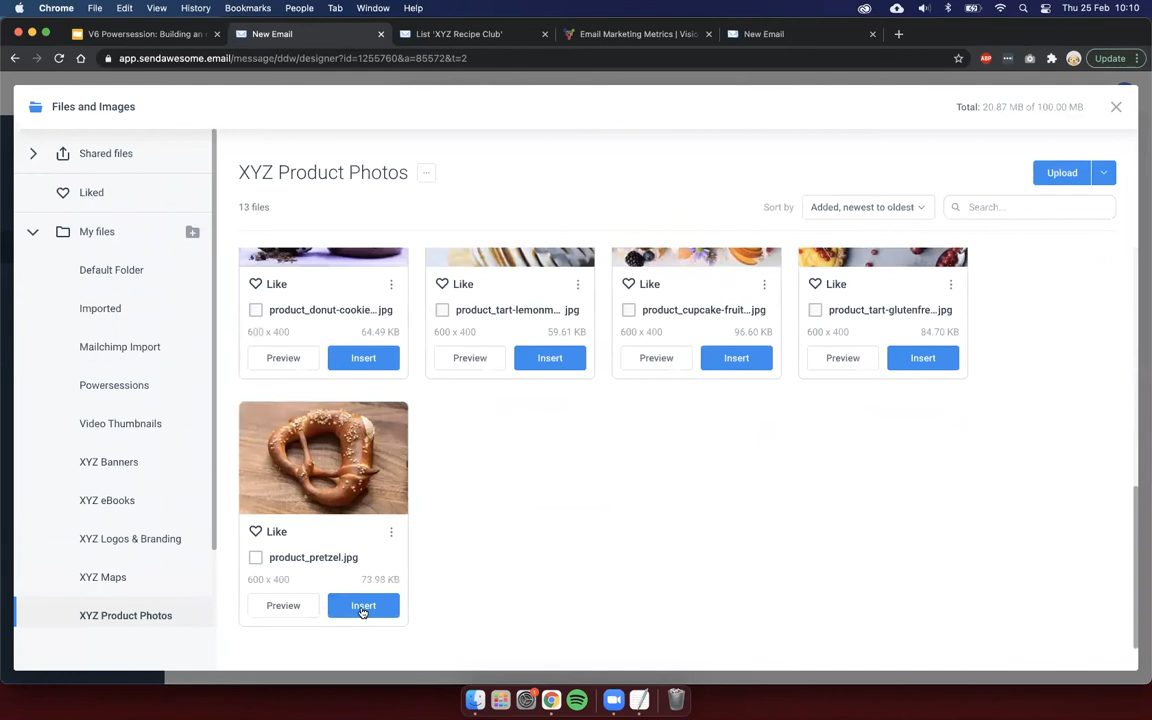 Chrome File Edit View History Bookmarks People Tab Window Help Thu 25 Feb 10:10
V6 Powersession: Building an New Email List 'XYZ Recipe Club' Email Marketing Metrics | Visio New Email
app.sendawesome.email/message/ddw/designer?id=1255760&a=85572&t=2 Update
Files and Images Total: 20.87 MB of 100.00 MB
Shared files
Liked
My files
Default Folder
Imported
Mailchimp Import
Powersessions
Video Thumbnails
XYZ Banners
XYZ eBooks
XYZ Logos & Branding
XYZ Maps
XYZ Product Photos
XYZ Product Photos ... Upload
13 files Sort by Added, newest to oldest Search...
Like Like Like Like
product_donut-cookie...jpg product_tart-lemonm... jpg product_cupcake-fruit...jpg product_tart-glutenfre...jpg
600 x 400 64.49 KB 600 x 400 59.61 KB 600 x 400 96.60 KB 600 x 400 84.70 KB
Preview Insert Preview Insert Preview Insert Preview Insert
Like
product_pretzel.jpg
600 x 400 73.98 KB
Preview Insert